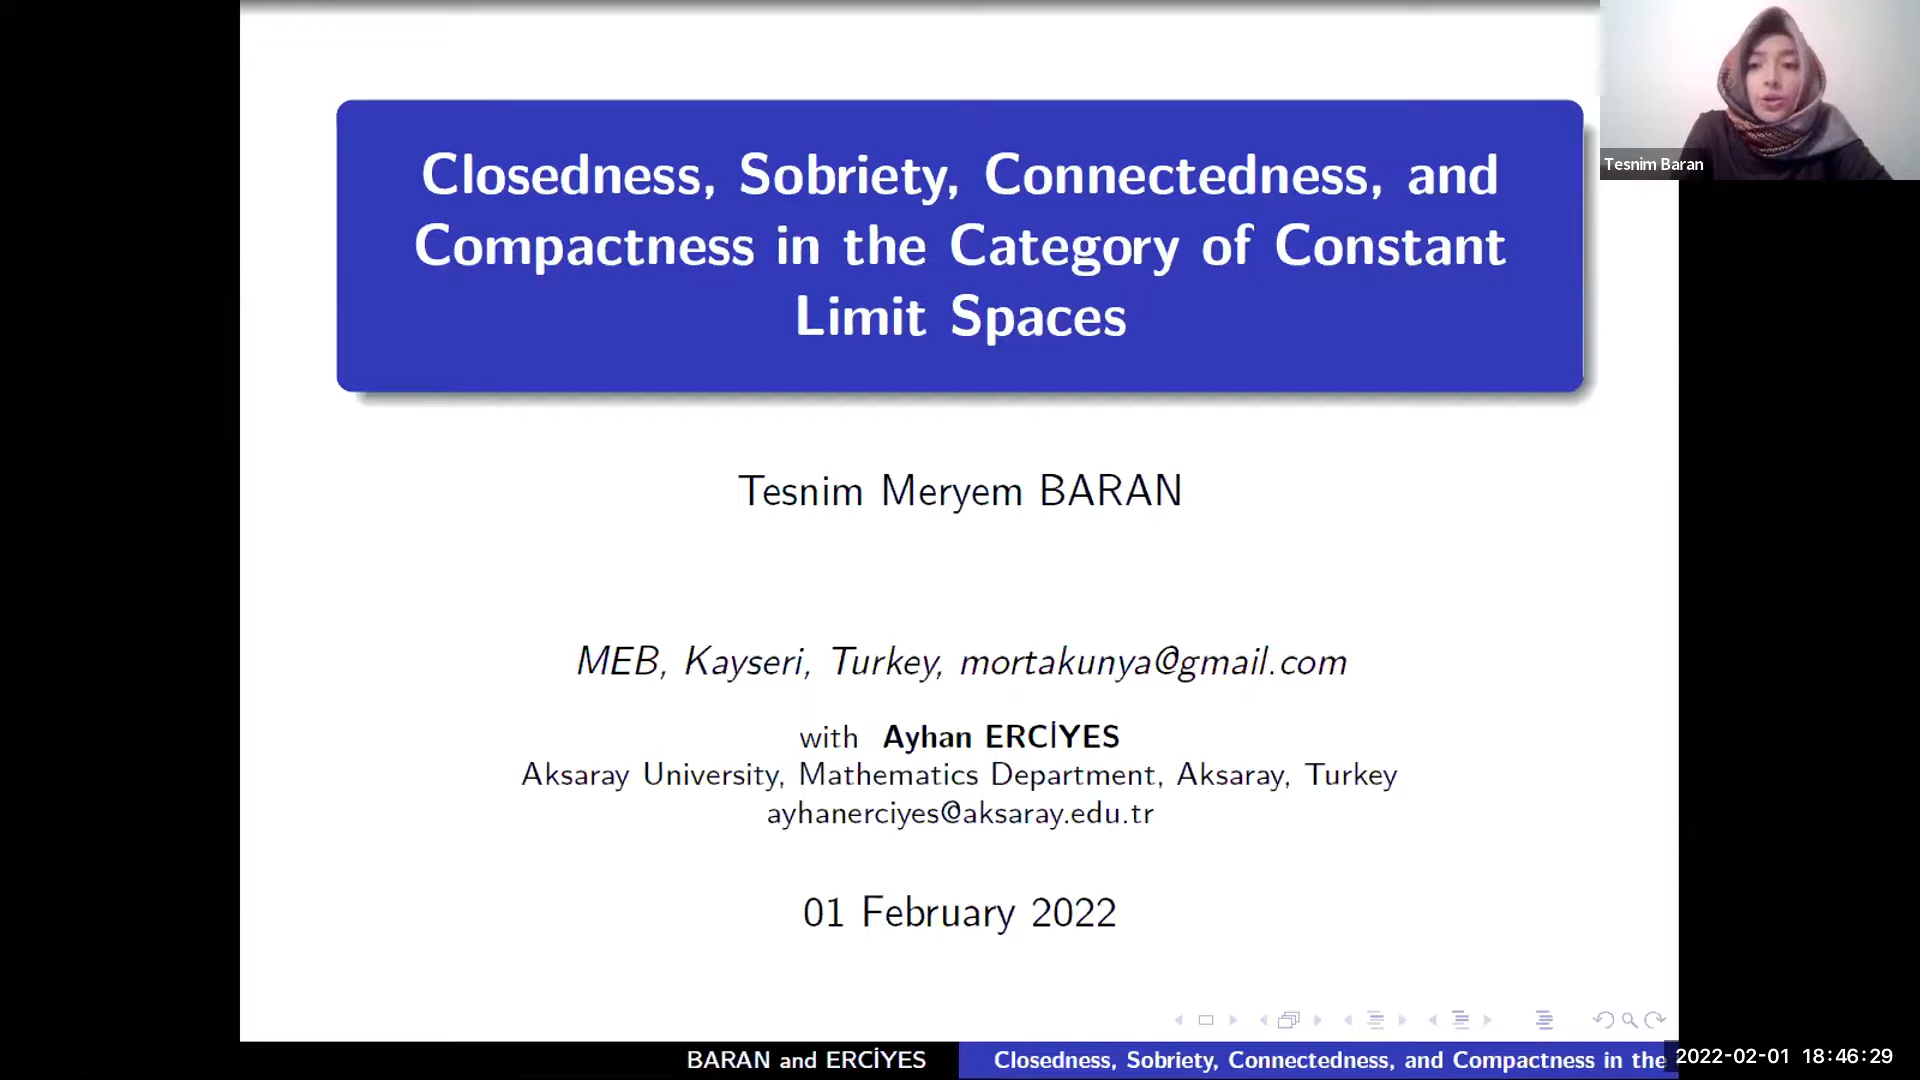 Closedness, Sobriety, Connectedness, and
Compactness in the Category of Constant
Limit Spaces
Tesnim Baran
Tesnim Meryem BARAN
MEB, Kayseri, Turkey, mortakunya@gmail.com
with Ayhan ERCİYES
Aksaray University, Mathematics Department, Aksaray, Turkey
ayhanerciyes@aksaray.edu.tr
01 February 2022
BARAN and ERCİYES
Closedness, Sobriety, Connectedness, and Compactness in the
2022-02-01 18:46:29